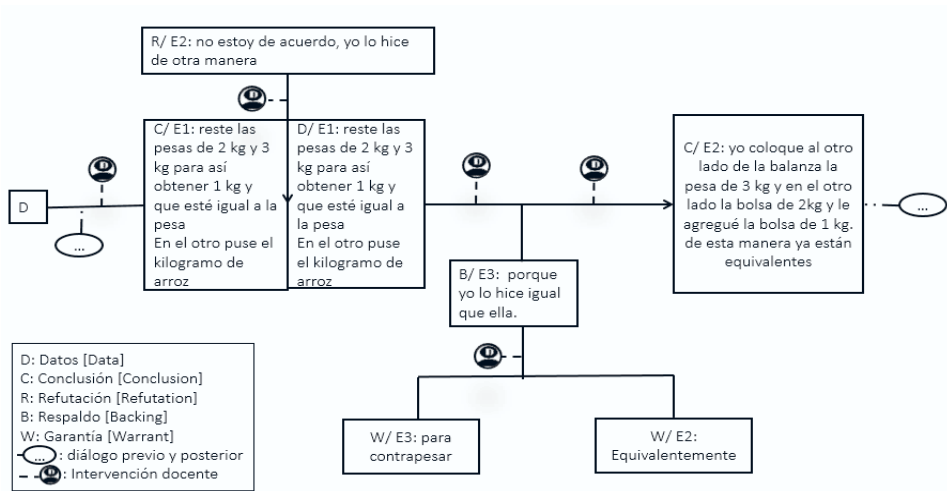 R/ E2: no estoy de acuerdo, yo lo hice
de otra manera
D
...
C/ E1: reste las
pesas de 2 kg y 3
kg para así
obtener 1 kg y
que esté igual a la
pesa
En el otro puse el
kilogramo de
arroz
D/ E1: reste las
pesas de 2 kg y 3
kg para así
obtener 1 kg y
que esté igual a
la pesa
En el otro puse
el kilogramo de
arroz
C/ E2: yo coloque al otro
lado de la balanza la
pesa de 3 kg y en el otro
lado la bolsa de 2kg y le
agregué la bolsa de 1 kg.
de esta manera ya están
equivalentes
...
B/ E3: porque
yo lo hice igual
que ella.
W/ E3: para
contrapesar
W/ E2:
Equivalentemente
D: Datos [Data]
C: Conclusión [Conclusion]
R: Refutación [Refutation]
B: Respaldo [Backing]
W: Garantía [Warrant]
... : diálogo previo y posterior
: Intervención docente